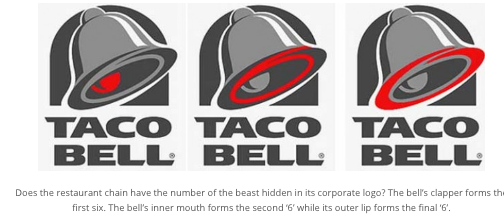 TACO TACO TACO
BELL® BELL® BELL®
Does the restaurant chain have the number of the beast hidden in its corporate logo? The bell's clapper forms the
first six. The bell's inner mouth forms the second '6' while its outer lip forms the final '6'.